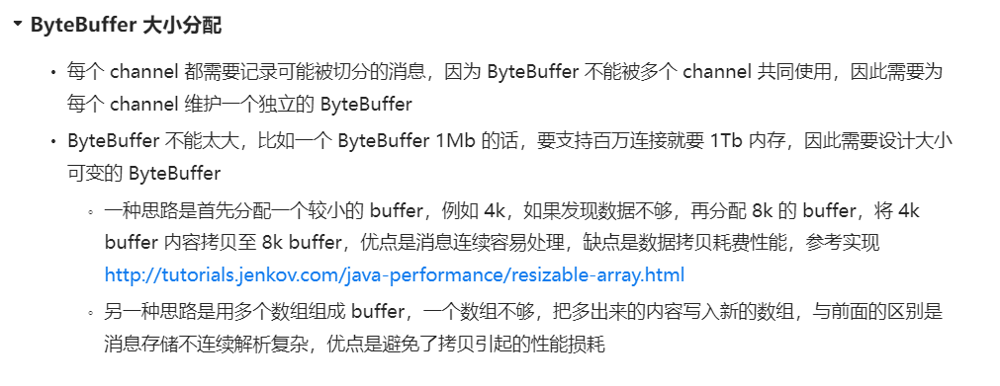 ByteBuffer 大小分配
• 每个 channel 都需要记录可能被切分的消息，因为 ByteBuffer 不能被多个 channel 共同使用，因此需要为
每个 channel 维护一个独立的 ByteBuffer
• ByteBuffer 不能太大，比如一个 ByteBuffer 1Mb 的话，要支持百万连接就要 1Tb 内存，因此需要设计大小
可变的 ByteBuffer
◦ 一种思路是首先分配一个较小的 buffer，例如 4k，如果发现数据不够，再分配 8k 的 buffer，将 4k
buffer 内容拷贝至 8k buffer，优点是消息连续容易处理，缺点是数据拷贝耗费性能，参考实现
http://tutorials.jenkov.com/java-performance/resizable-array.html
◦ 另一种思路是用多个数组组成 buffer，一个数组不够，把多出来的内容写入新的数组，与前面的区别是
消息存储不连续解析复杂，优点是避免了拷贝引起的性能损耗